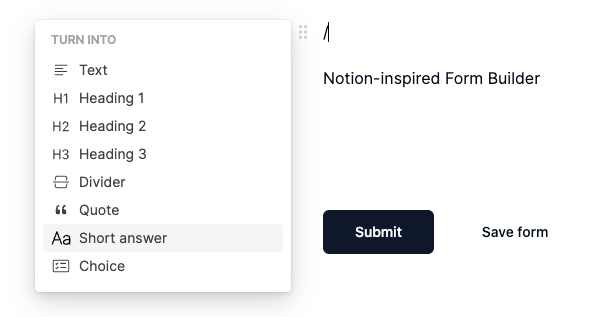 TURN INTO
Text
H1 Heading 1
H2 Heading 2
H3 Heading 3
Divider
Quote
Aa Short answer
Choice
/
Notion-inspired Form Builder
Submit
Save form